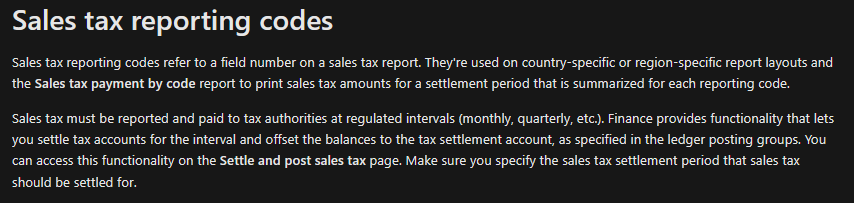 Sales tax reporting codes
Sales tax reporting codes refer to a field number on a sales tax report. They're used on country-specific or region-specific report layouts and
the Sales tax payment by code report to print sales tax amounts for a settlement period that is summarized for each reporting code.
Sales tax must be reported and paid to tax authorities at regulated intervals (monthly, quarterly, etc.). Finance provides functionality that lets
you settle tax accounts for the interval and offset the balances to the tax settlement account, as specified in the ledger posting groups. You
can access this functionality on the Settle and post sales tax page. Make sure you specify the sales tax settlement period that sales tax
should be settled for.